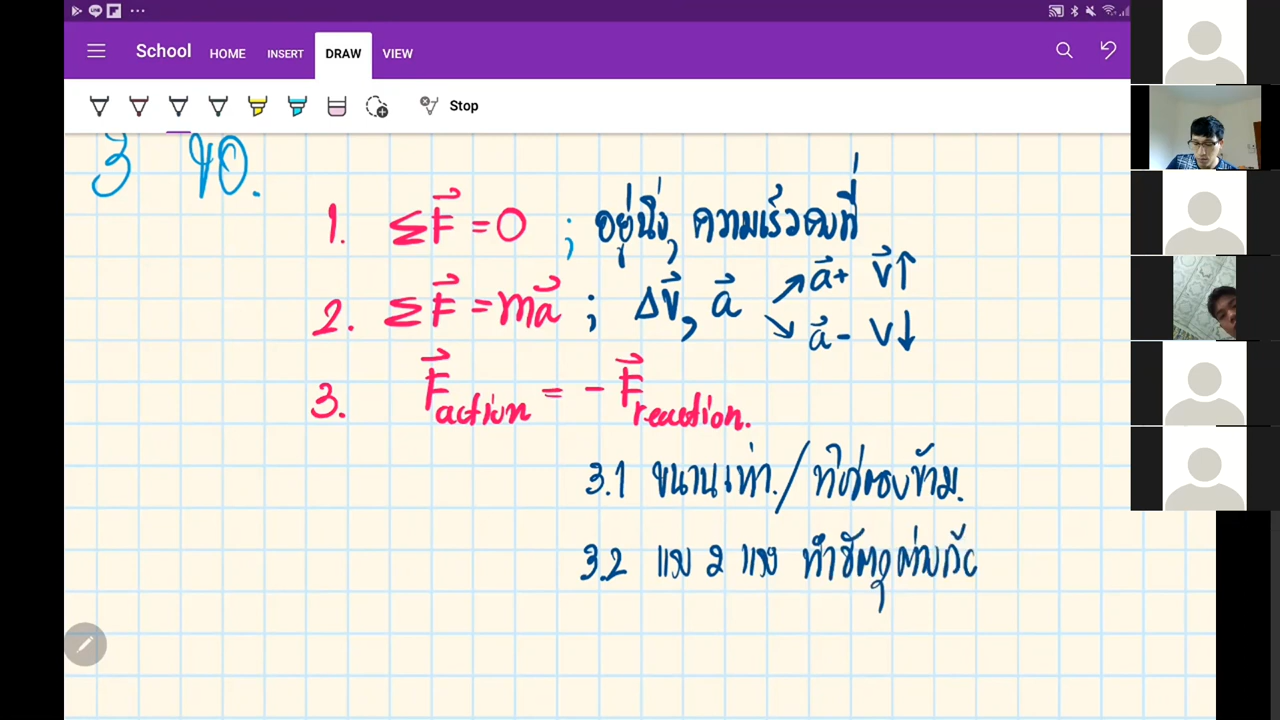 School HOME INSERT DRAW VIEW
Stop
3 ข้อ.
1. ΣF⃗ = 0 ; อยู่นิ่ง, ความเร็วคงที่
2. ΣF⃗ = ma⃗ ; Δv⃗, a⃗
a⃗+ v⃗↑
a⃗- v↓
3. F⃗action = - F⃗reaction.
3.1 ขนานเท่า. / ทิศตรงข้าม.
3.2 แรง 2 แรง ทำวัตถุต่างกัน